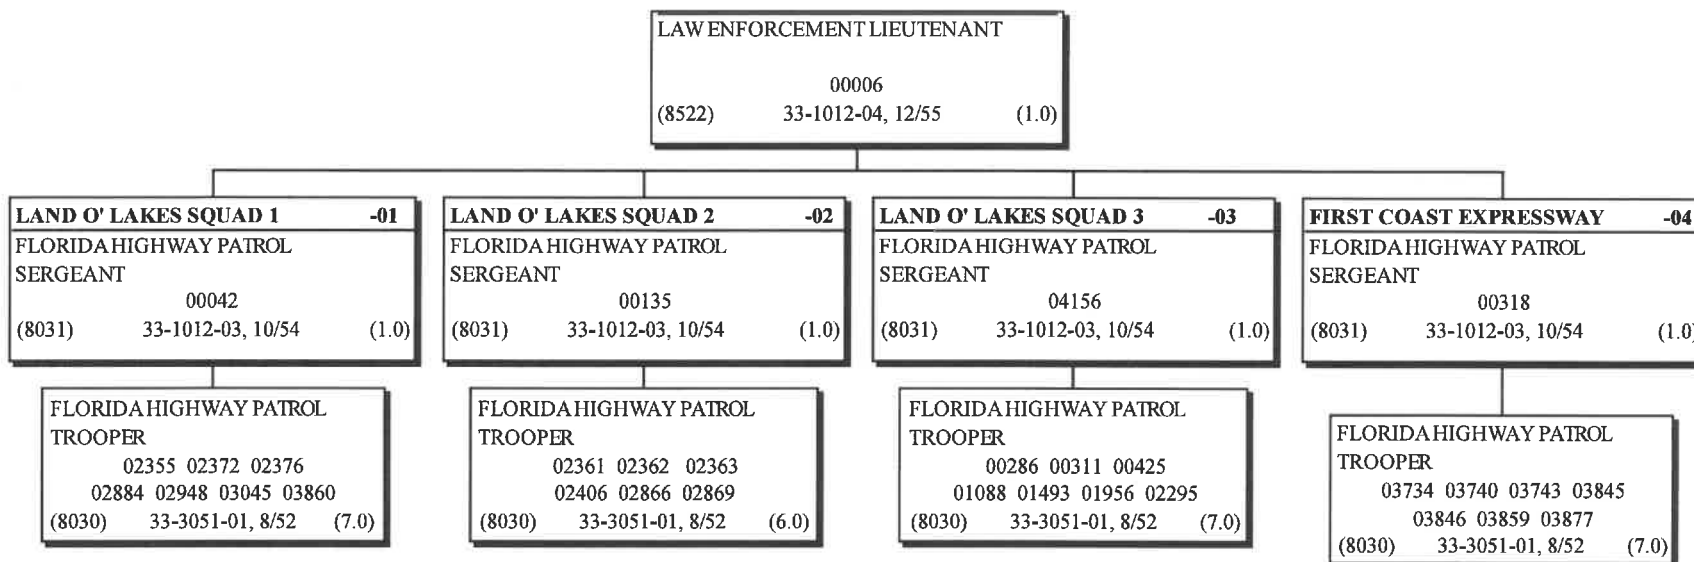 LAW ENFORCEMENT LIEUTENANT
00006
(8522) 33-1012-04, 12/55 (1.0)
LAND O' LAKES SQUAD 1 -01
FLORIDA HIGHWAY PATROL
SERGEANT
00042
(8031) 33-1012-03, 10/54 (1.0)
FLORIDA HIGHWAY PATROL
TROOPER
02355 02372 02376
02884 02948 03045 03860
(8030) 33-3051-01, 8/52 (7.0)
LAND O' LAKES SQUAD 2 -02
FLORIDA HIGHWAY PATROL
SERGEANT
00135
(8031) 33-1012-03, 10/54 (1.0)
FLORIDA HIGHWAY PATROL
TROOPER
02361 02362 02363
02406 02866 02869
(8030) 33-3051-01, 8/52 (6.0)
LAND O' LAKES SQUAD 3 -03
FLORIDA HIGHWAY PATROL
SERGEANT
04156
(8031) 33-1012-03, 10/54 (1.0)
FLORIDA HIGHWAY PATROL
TROOPER
00286 00311 00425
01088 01493 01956 02295
(8030) 33-3051-01, 8/52 (7.0)
FIRST COAST EXPRESSWAY -04
FLORIDA HIGHWAY PATROL
SERGEANT
00318
(8031) 33-1012-03, 10/54 (1.0)
FLORIDA HIGHWAY PATROL
TROOPER
03734 03740 03743 03845
03846 03859 03877
(8030) 33-3051-01, 8/52 (7.0)